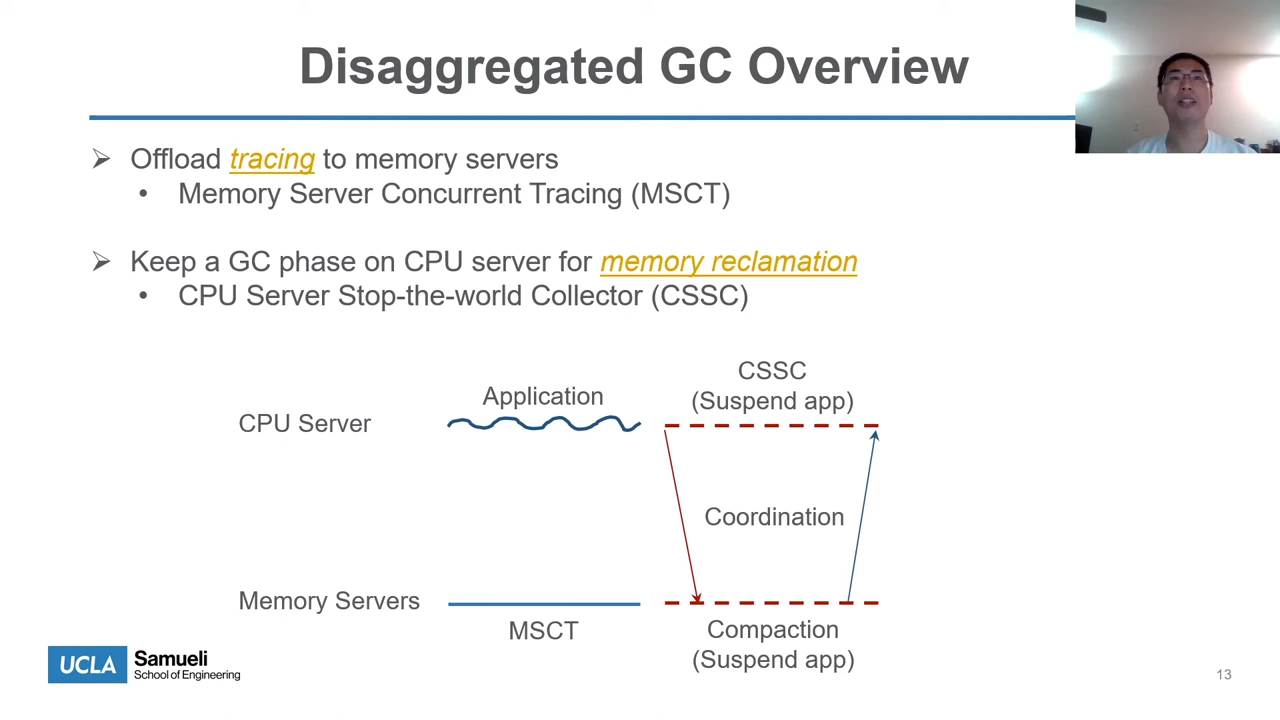 Disaggregated GC Overview
Offload tracing to memory servers
Memory Server Concurrent Tracing (MSCT)
Keep a GC phase on CPU server for memory reclamation
CPU Server Stop-the-world Collector (CSSC)
CSSC
(Suspend app)
Application
CPU Server
Coordination
Memory Servers
MSCT
Compaction
(Suspend app)
UCLA Samueli
School of Engineering
13